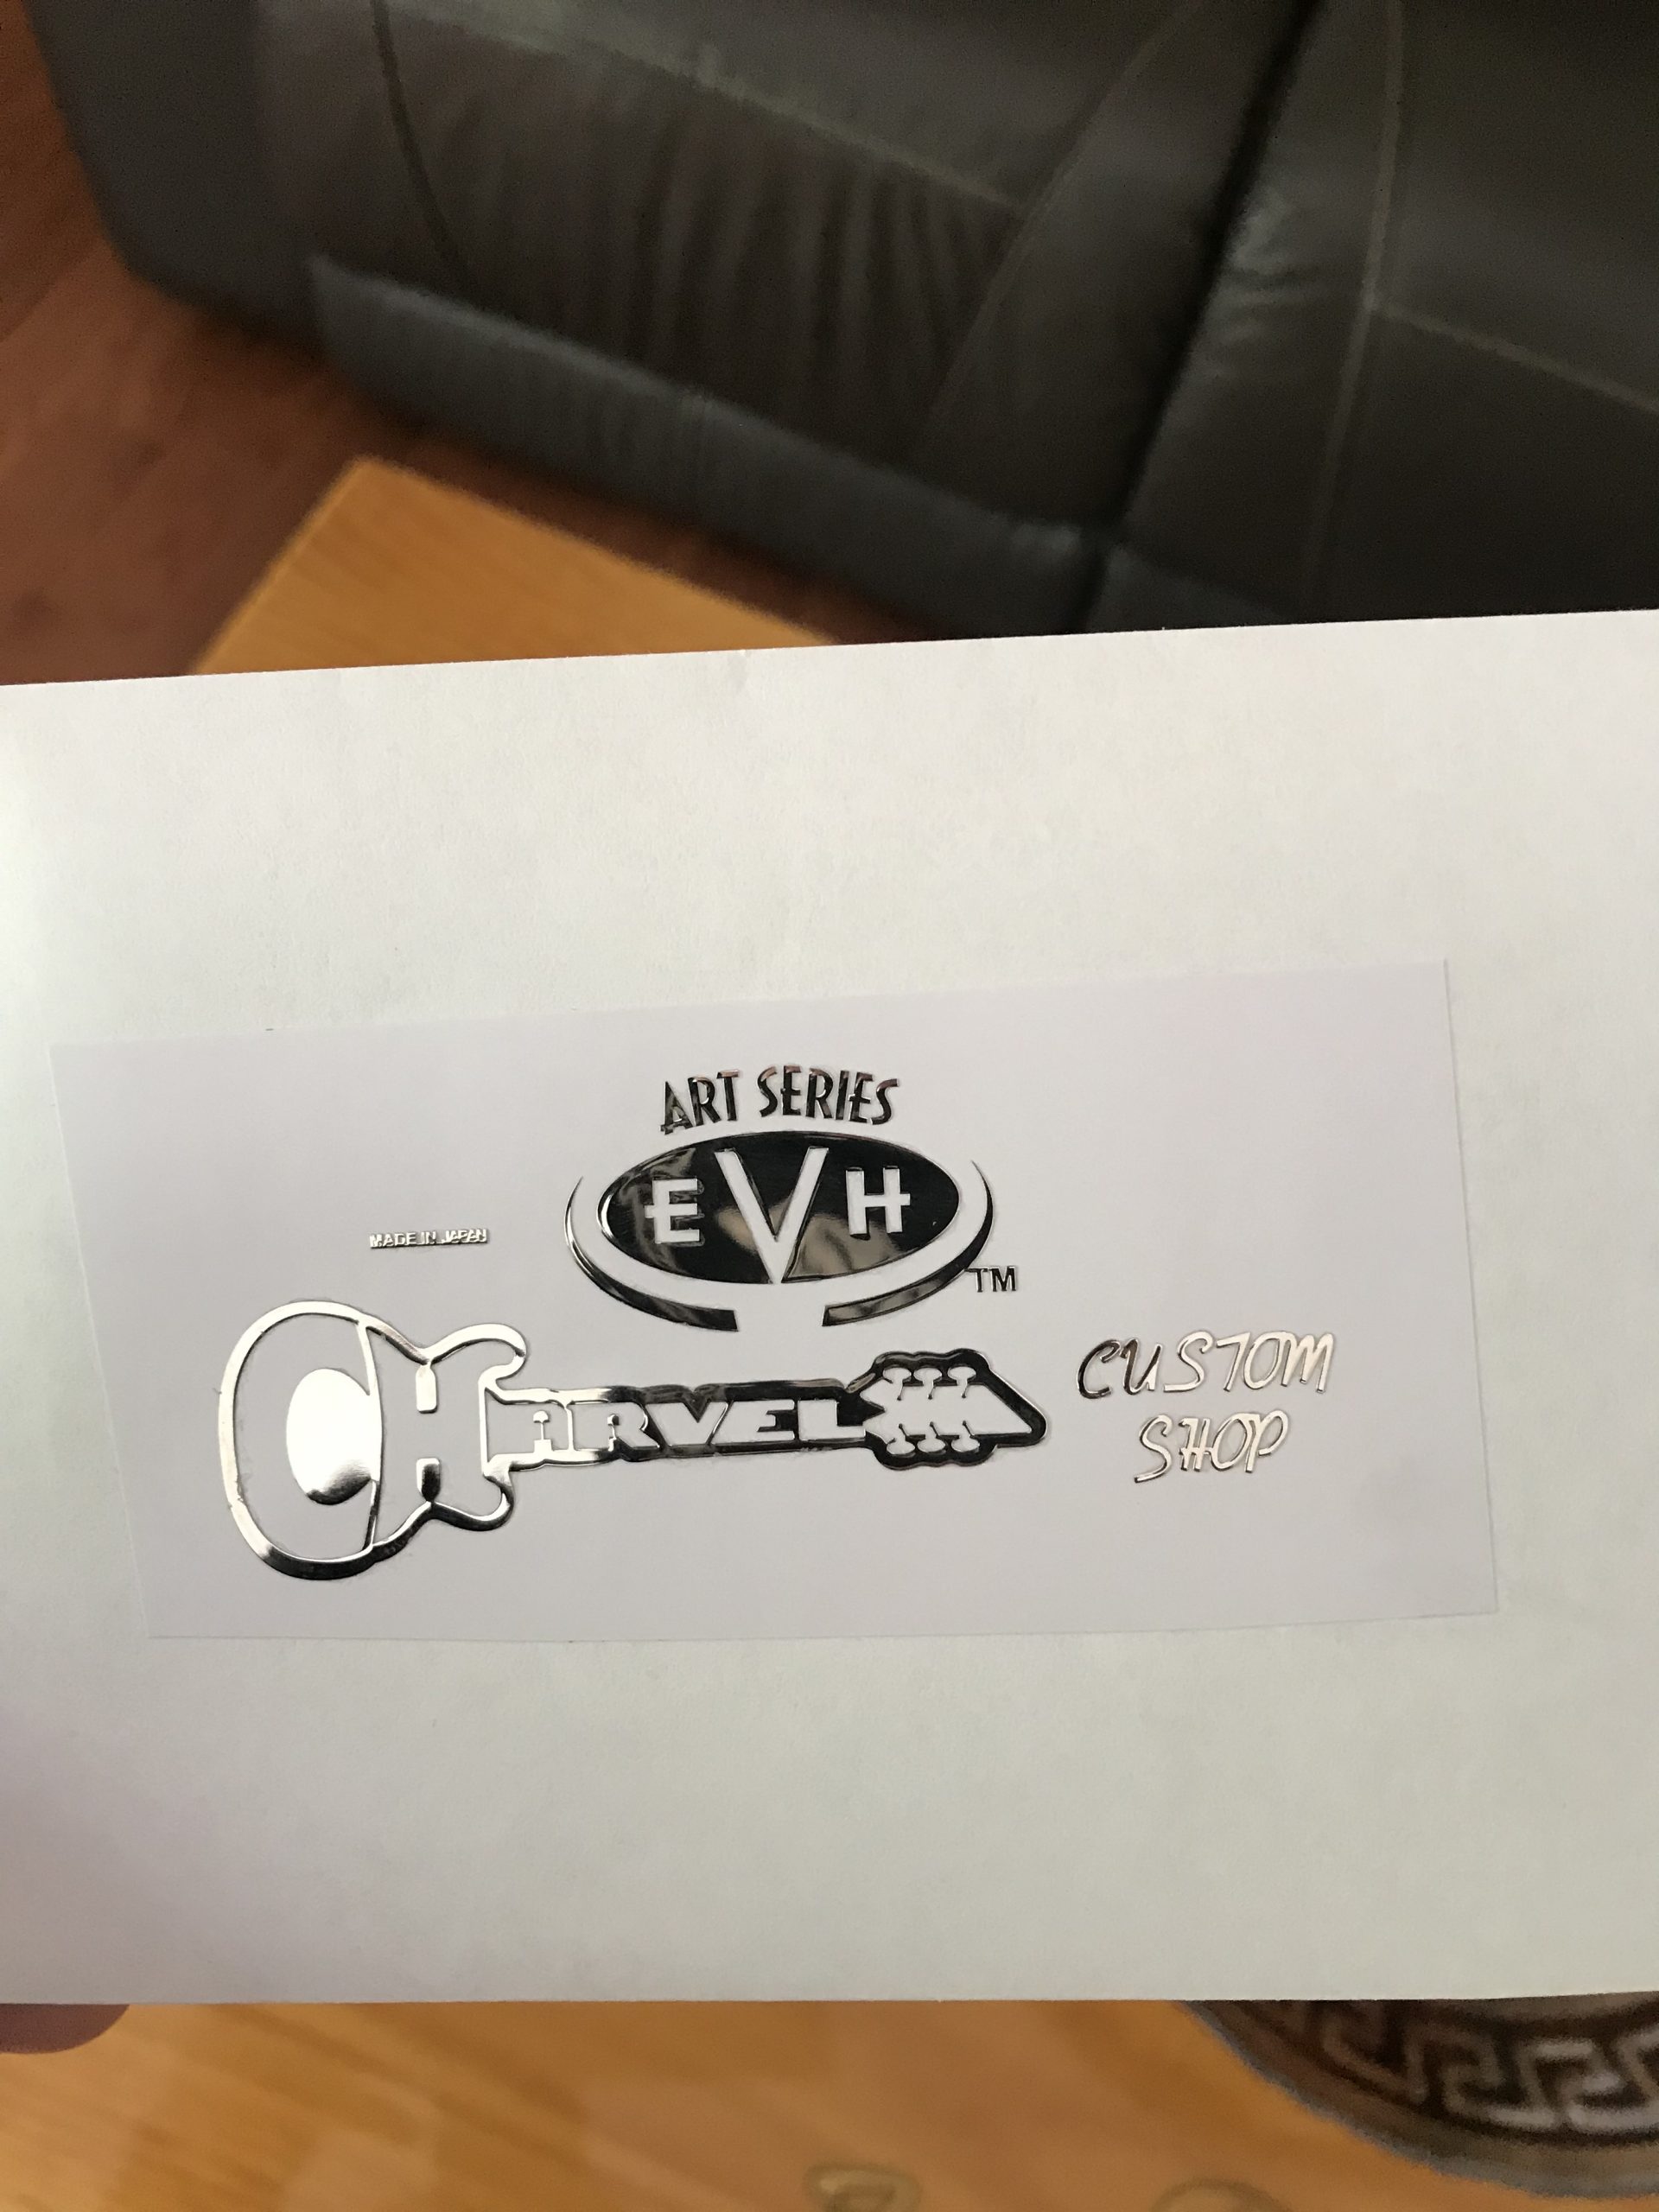 ART SERIES
EVH
TM
MADE IN JAPAN
CHARVEL
CUSTOM
SHOP